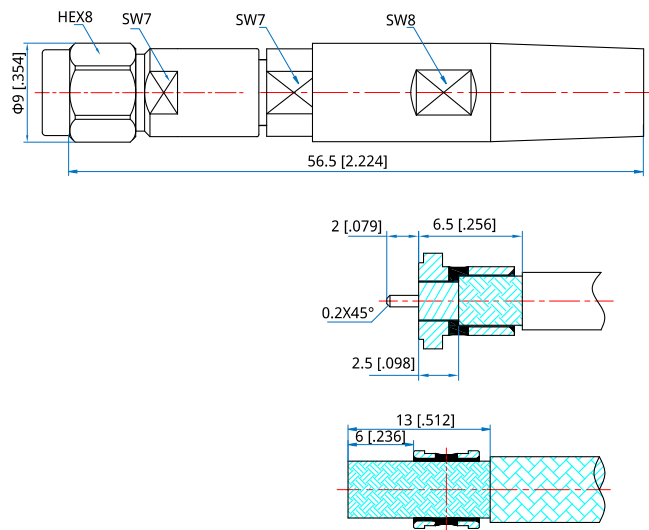 HEX8
SW7
SW7
SW8
Φ9 [.354]
56.5 [2.224]
2 [.079]
6.5 [.256]
0.2X45°
2.5 [.098]
13 [.512]
6 [.236]